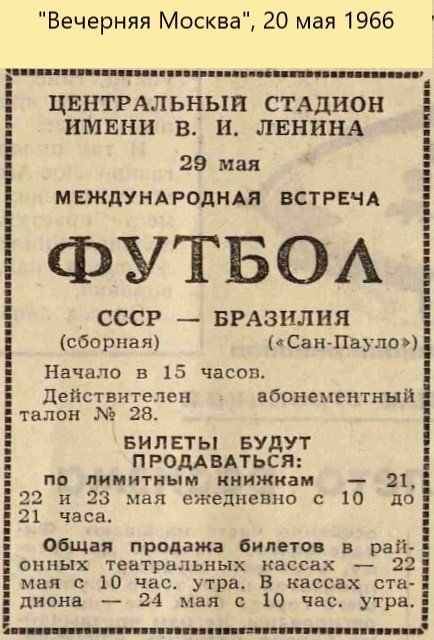 "Вечерняя Москва", 20 мая 1966
ЦЕНТРАЛЬНЫЙ СТАДИОН
ИМЕНИ В. И. ЛЕНИНА
29 мая
МЕЖДУНАРОДНАЯ ВСТРЕЧА
ФУТБОЛ
СССР — БРАЗИЛИЯ
(сборная) («Сан-Пауло»)
Начало в 15 часов.
Действителен абонементный
талон № 28.
БИЛЕТЫ БУДУТ
ПРОДАВАТЬСЯ:
по лимитным книжкам — 21,
22 и 23 мая ежедневно с 10 до
21 часа.
Общая продажа билетов в рай-
онных театральных кассах — 22
мая с 10 час. утра. В кассах ста-
диона — 24 мая с 10 час. утра.